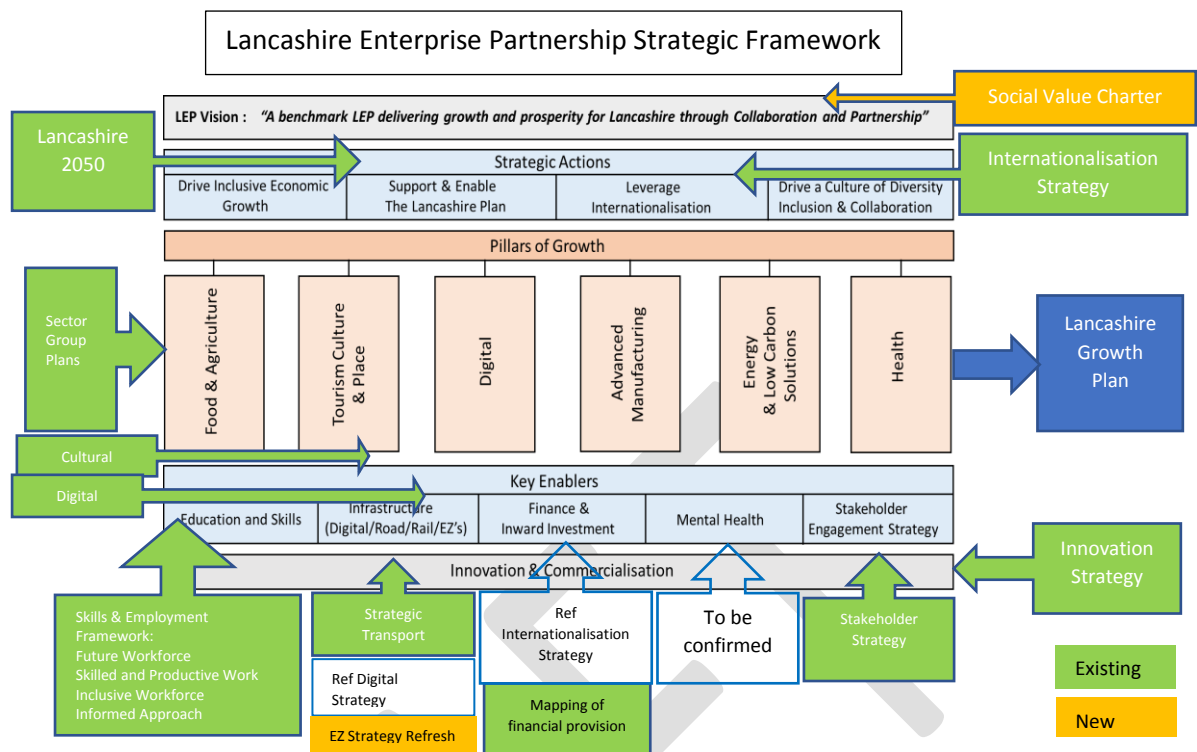 Lancashire Enterprise Partnership Strategic Framework
Social Value Charter
LEP Vision : "A benchmark LEP delivering growth and prosperity for Lancashire through Collaboration and Partnership"
Lancashire
2050
Internationalisation
Strategy
Strategic Actions
Drive Inclusive Economic
Growth
Support & Enable
The Lancashire Plan
Leverage
Internationalisation
Drive a Culture of Diversity
Inclusion & Collaboration
Pillars of Growth
Sector
Group
Plans
Food & Agriculture
Tourism Culture
& Place
Digital
Advanced
Manufacturing
Energy
& Low Carbon
Solutions
Health
Lancashire
Growth
Plan
Cultural
Digital
Key Enablers
Education and Skills
Infrastructure
(Digital/Road/Rail/EZ's)
Finance &
Inward Investment
Mental Health
Stakeholder
Engagement Strategy
Innovation & Commercialisation
Innovation
Strategy
Skills & Employment
Framework:
Future Workforce
Skilled and Productive Work
Inclusive Workforce
Informed Approach
Strategic
Transport
Ref Digital
Strategy
EZ Strategy Refresh
Ref
Internationalisation
Strategy
Mapping of
financial provision
To be
confirmed
Stakeholder
Strategy
Existing
New